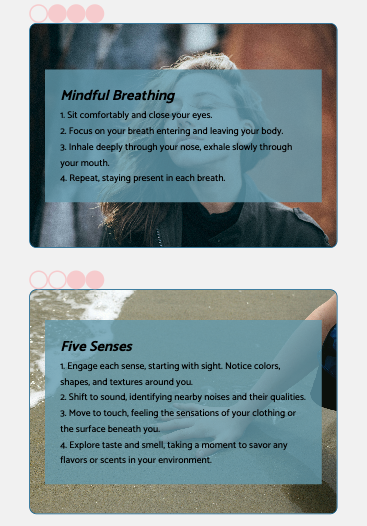 Mindful Breathing
1. Sit comfortably and close your eyes.
2. Focus on your breath entering and leaving your body.
3. Inhale deeply through your nose, exhale slowly through
your mouth.
4. Repeat, staying present in each breath.
Five Senses
1. Engage each sense, starting with sight. Notice colors,
shapes, and textures around you.
2. Shift to sound, identifying nearby noises and their qualities.
3. Move to touch, feeling the sensations of your clothing or
the surface beneath you.
4. Explore taste and smell, taking a moment to savor any
flavors or scents in your environment.